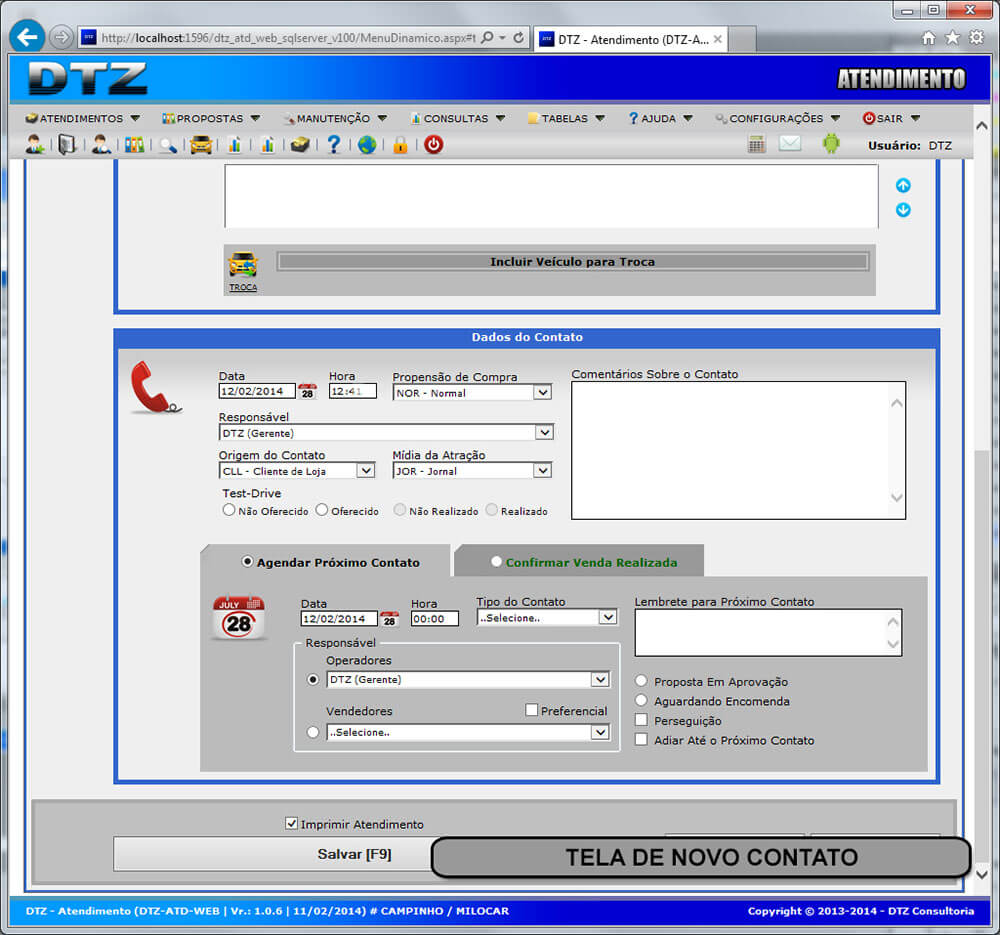 http://localhost:1596/dtz_atd_web_sqlserver_v100/MenuDinamico.aspx#t
DTZ - Atendimento (DTZ-A...
DTZ
ATENDIMENTO
ATENDIMENTOS PROPOSTAS MANUTENÇÃO CONSULTAS TABELAS ? AJUDA CONFIGURAÇÕES SAIR
? Usuário: DTZ
TROCA
Incluir Veículo para Troca
Dados do Contato
Data Hora Propensão de Compra Comentários Sobre o Contato
12/02/2014 28 12:41 NOR - Normal
Responsável
DTZ (Gerente)
Origem do Contato Mídia da Atração
CLL - Cliente de Loja JOR - Jornal
Test-Drive
Não Oferecido Oferecido Não Realizado Realizado
Agendar Próximo Contato Confirmar Venda Realizada
JULY
28
Data Hora Tipo do Contato Lembrete para Próximo Contato
12/02/2014 28 00:00 ..Selecione..
Responsável
Operadores
DTZ (Gerente)
Vendedores Preferencial
..Selecione..
Proposta Em Aprovação
Aguardando Encomenda
Perseguição
Adiar Até o Próximo Contato
Imprimir Atendimento
Salvar [F9]
TELA DE NOVO CONTATO
DTZ - Atendimento (DTZ-ATD-WEB | Vr.: 1.0.6 | 11/02/2014) # CAMPINHO / MILOCAR Copyright © 2013-2014 - DTZ Consultoria